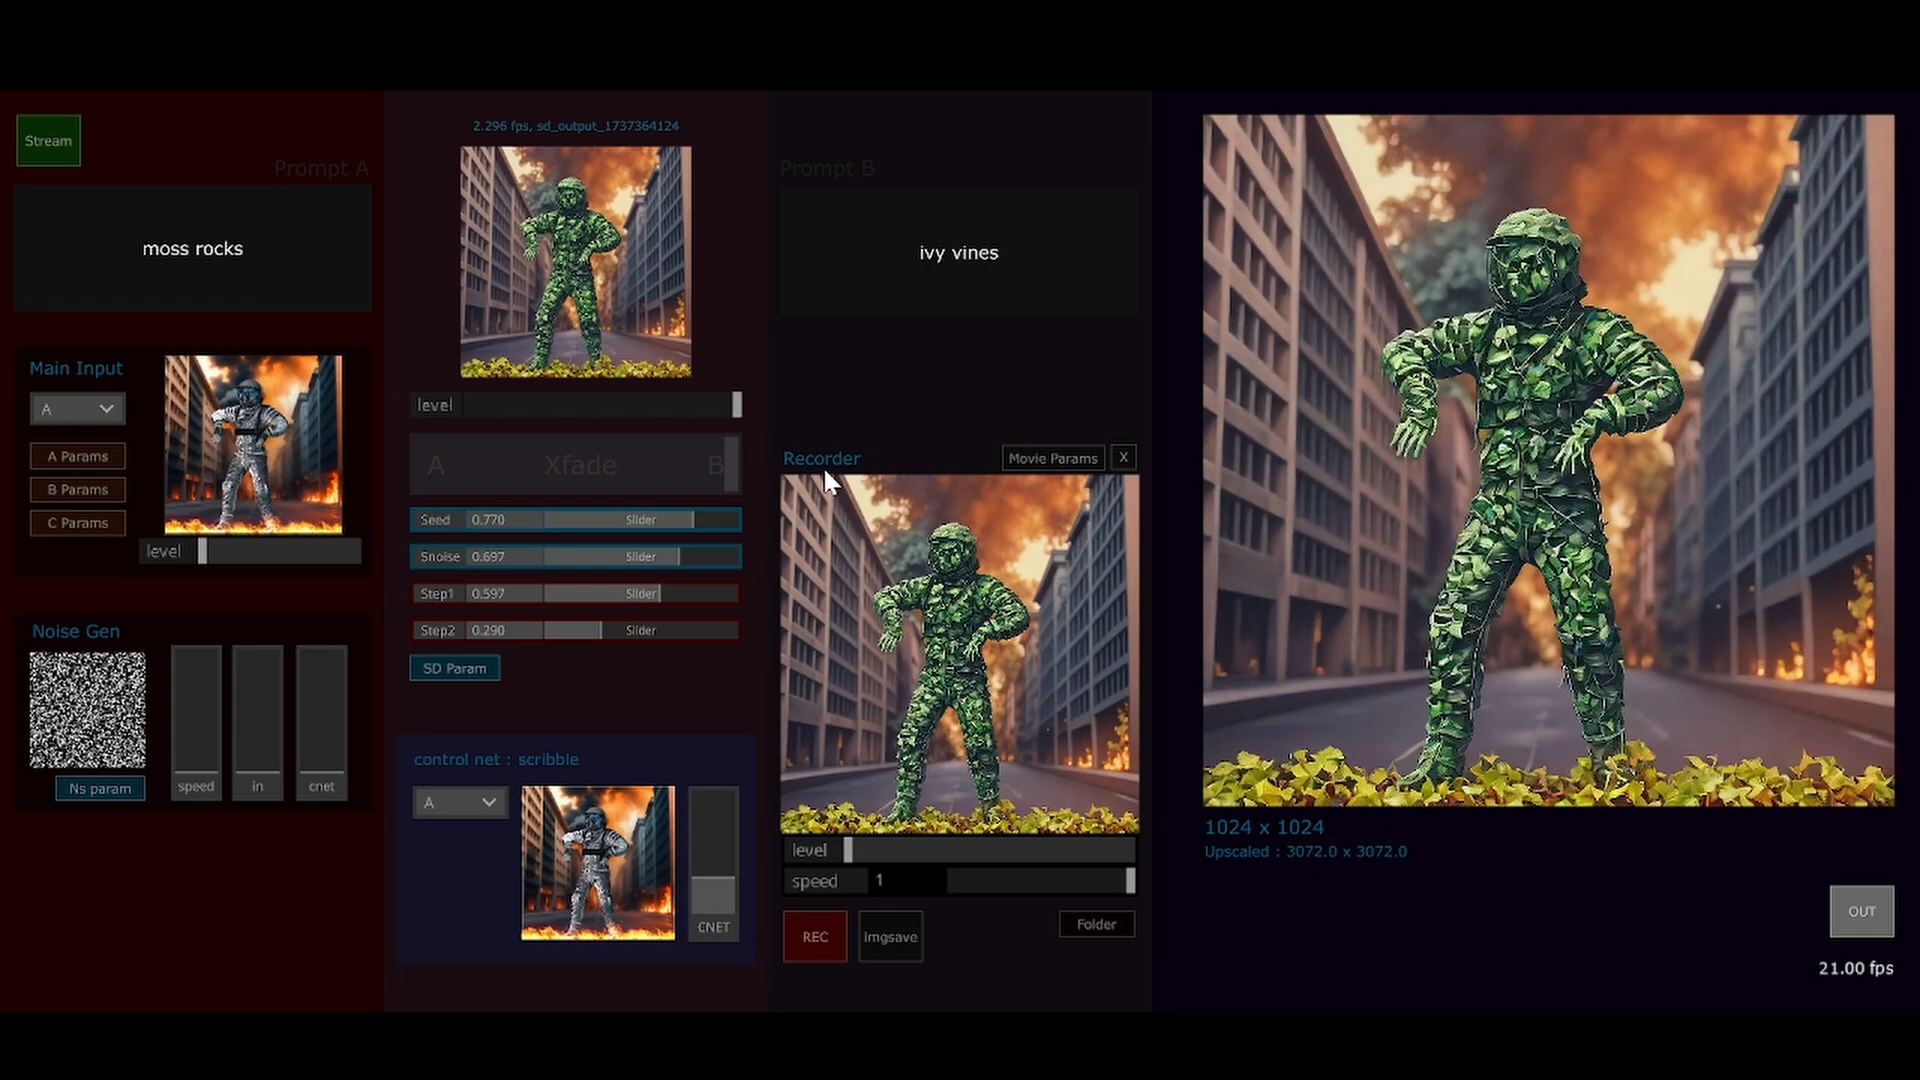 Stream
Prompt A
moss rocks
Main Input
A
A Params
B Params
C Params
level
Noise Gen
Ns param
speed
in
cnet
2.296 fps, sd_output_1737364124
level
A Xfade B
Seed 0.770 Slider
Snoise 0.697 Slider
Step1 0.597 Slider
Step2 0.290 Slider
SD Param
control net : scribble
A
CNET
Prompt B
ivy vines
Recorder
Movie Params
X
level
speed 1
REC
Imgsave
Folder
1024 x 1024
Upscaled : 3072.0 x 3072.0
OUT
21.00 fps